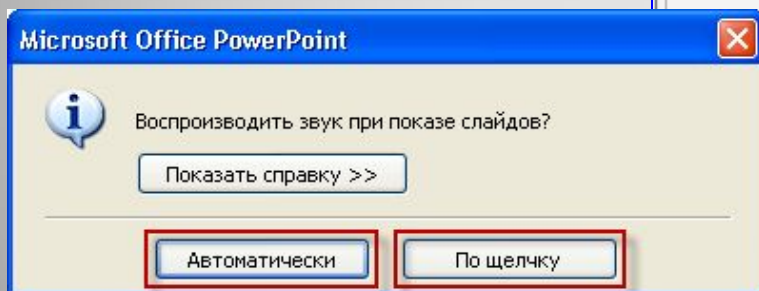 Microsoft Office PowerPoint
Воспроизводить звук при показе слайдов?
Показать справку >>
Автоматически По щелчку